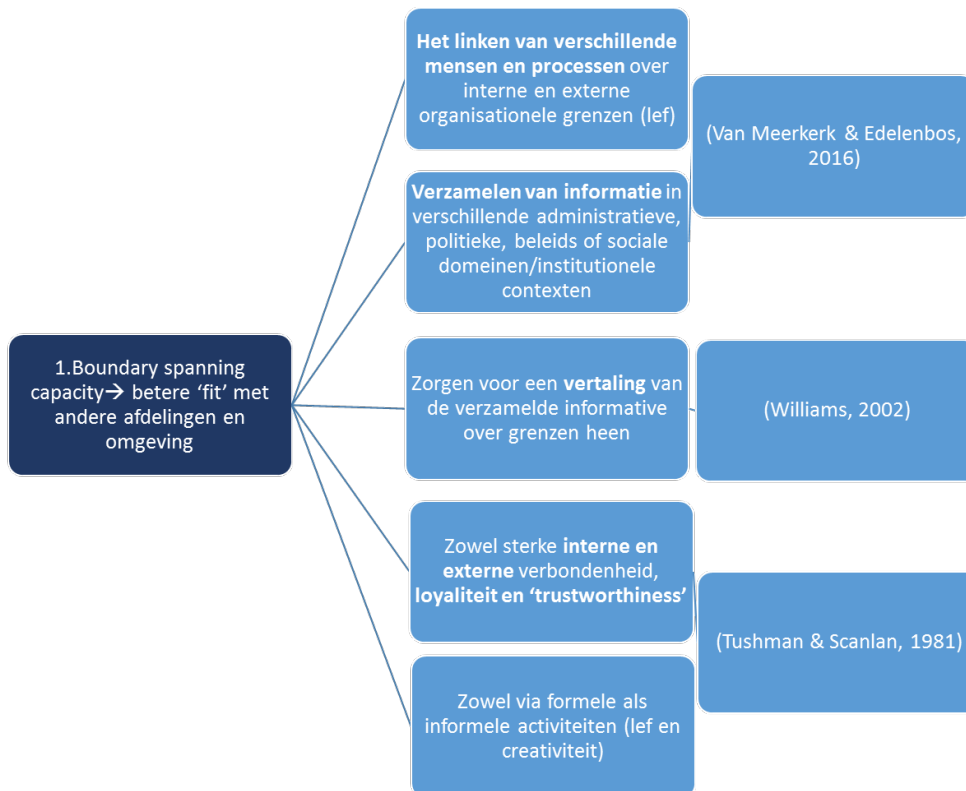 Het linken van verschillende
mensen en processen over
interne en externe
organisationele grenzen (lef)
(Van Meerkerk & Edelenbos,
2016)
Verzamelen van informatie in
verschillende administratieve,
politieke, beleids of sociale
domeinen/institutionele
contexten
1.Boundary spanning
capacity→ betere ‘fit’ met
andere afdelingen en
omgeving
Zorgen voor een vertaling van
de verzamelde informative
over grenzen heen
(Williams, 2002)
Zowel sterke interne en
externe verbondenheid,
loyaliteit en ‘trustworthiness’
(Tushman & Scanlan, 1981)
Zowel via formele als
informele activiteiten (lef en
creativiteit)